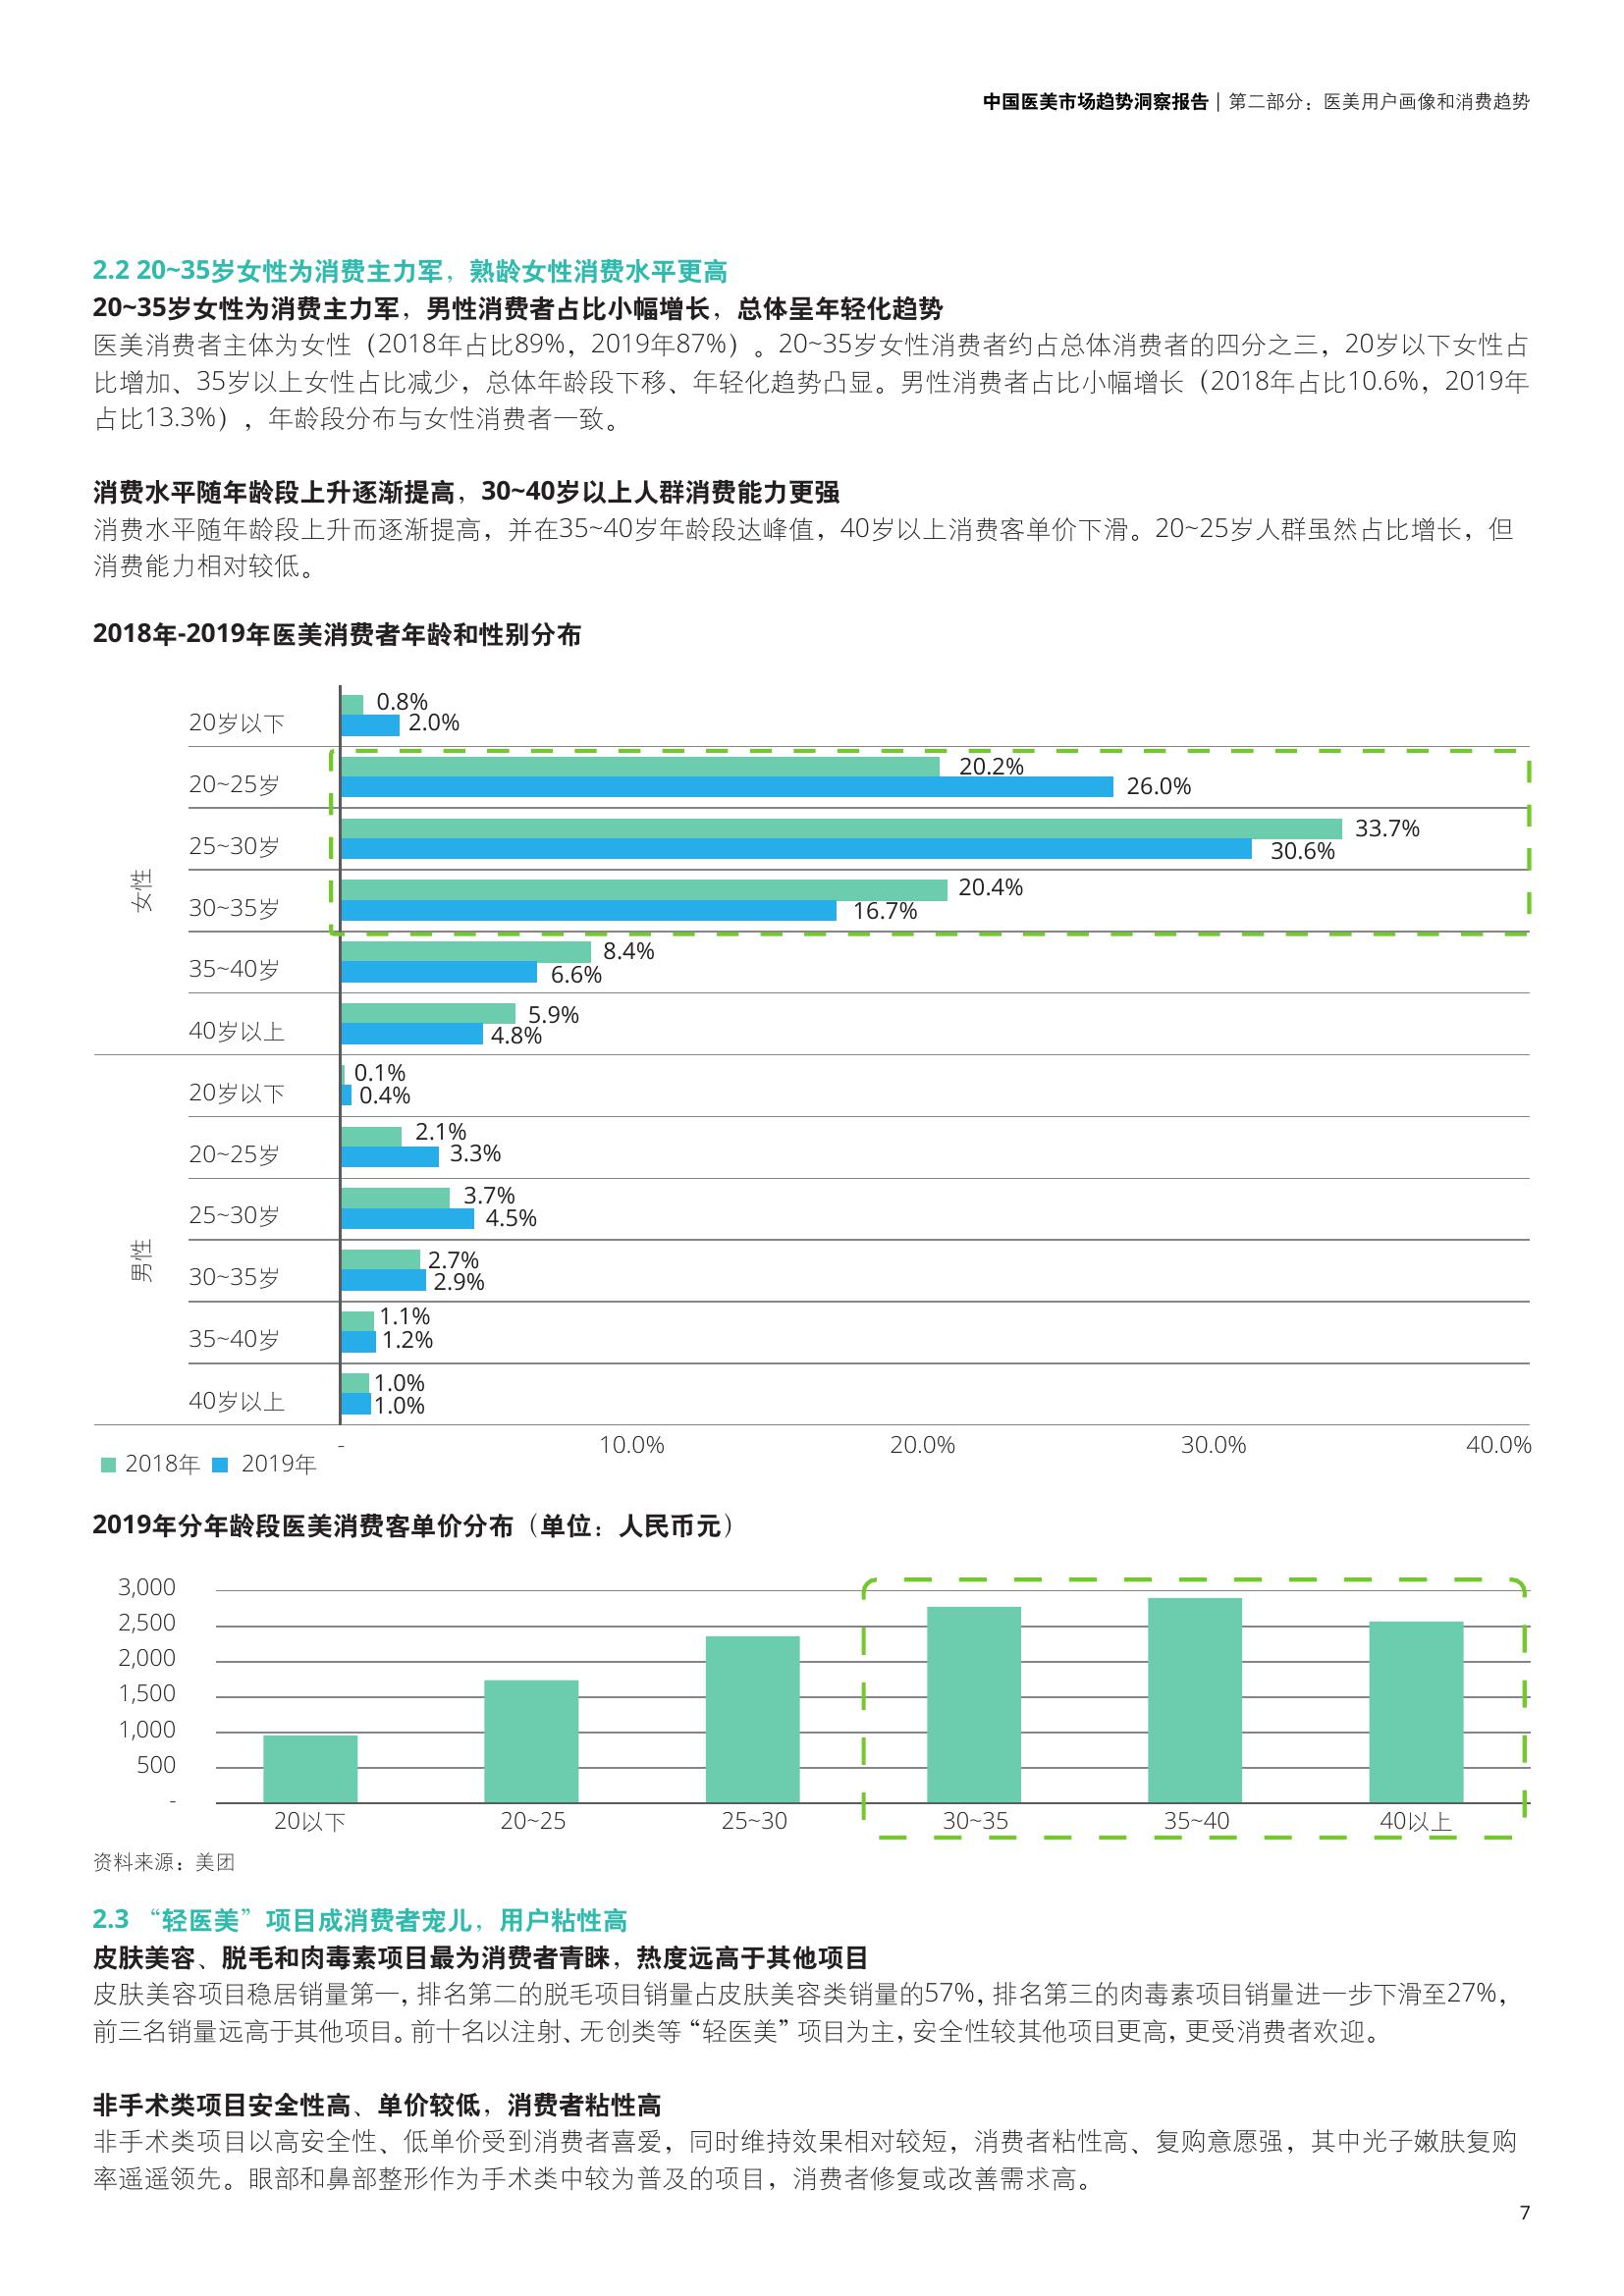 中国医美市场趋势洞察报告 | 第二部分：医美用户画像和消费趋势
2.2 20~35岁女性为消费主力军，熟龄女性消费水平更高
20~35岁女性为消费主力军，男性消费者占比小幅增长，总体呈年轻化趋势
医美消费者主体为女性（2018年占比89%，2019年87%）。20~35岁女性消费者约占总体消费者的四分之三，20岁以下女性占
比增加、35岁以上女性占比减少，总体年龄段下移、年轻化趋势凸显。男性消费者占比小幅增长（2018年占比10.6%，2019年
占比13.3%），年龄段分布与女性消费者一致。
消费水平随年龄段上升逐渐提高，30~40岁以上人群消费能力更强
消费水平随年龄段上升而逐渐提高，并在35~40岁年龄段达峰值，40岁以上消费客单价下滑。20~25岁人群虽然占比增长，但
消费能力相对较低。
2018年-2019年医美消费者年龄和性别分布
女性
20岁以下
0.8%
2.0%
20~25岁
20.2%
26.0%
25~30岁
33.7%
30.6%
30~35岁
20.4%
16.7%
35~40岁
8.4%
6.6%
40岁以上
5.9%
4.8%
男性
20岁以下
0.1%
0.4%
20~25岁
2.1%
3.3%
25~30岁
3.7%
4.5%
30~35岁
2.7%
2.9%
35~40岁
1.1%
1.2%
40岁以上
1.0%
1.0%
- 10.0% 20.0% 30.0% 40.0%
2018年 2019年
2019年分年龄段医美消费客单价分布（单位：人民币元）
3,000
2,500
2,000
1,500
1,000
500
-
20以下 20~25 25~30 30~35 35~40 40以上
资料来源：美团
2.3 “轻医美”项目成消费者宠儿，用户粘性高
皮肤美容、脱毛和肉毒素项目最为消费者青睐，热度远高于其他项目
皮肤美容项目稳居销量第一，排名第二的脱毛项目销量占皮肤美容类销量的57%，排名第三的肉毒素项目销量进一步下滑至27%，
前三名销量远高于其他项目。前十名以注射、无创类等“轻医美”项目为主，安全性较其他项目更高，更受消费者欢迎。
非手术类项目安全性高、单价较低，消费者粘性高
非手术类项目以高安全性、低单价受到消费者喜爱，同时维持效果相对较短，消费者粘性高、复购意愿强，其中光子嫩肤复购
率遥遥领先。眼部和鼻部整形作为手术类中较为普及的项目，消费者修复或改善需求高。
7